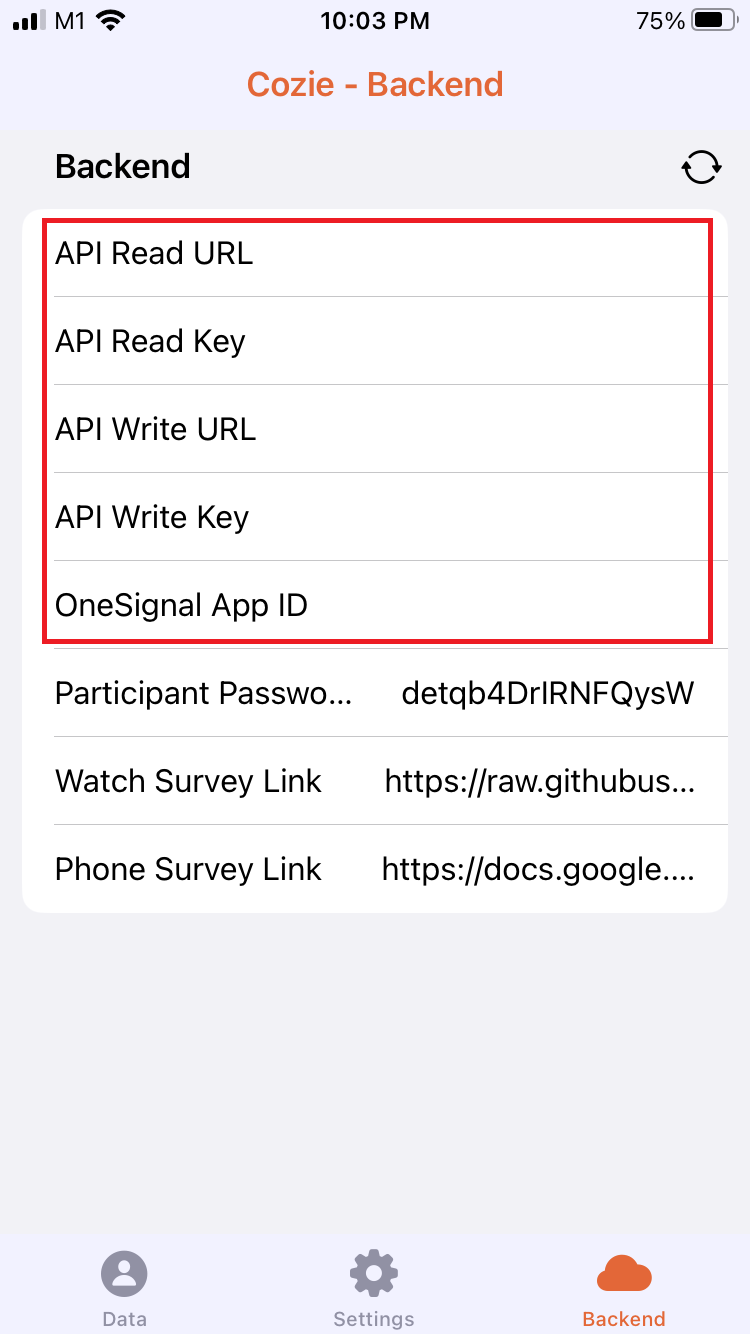 M1 10:03 PM 75%
Cozie - Backend
Backend
API Read URL
API Read Key
API Write URL
API Write Key
OneSignal App ID
Participant Passwo... detqb4DrIRNFQysW
Watch Survey Link https://raw.githubus...
Phone Survey Link https://docs.google....
Data Settings Backend